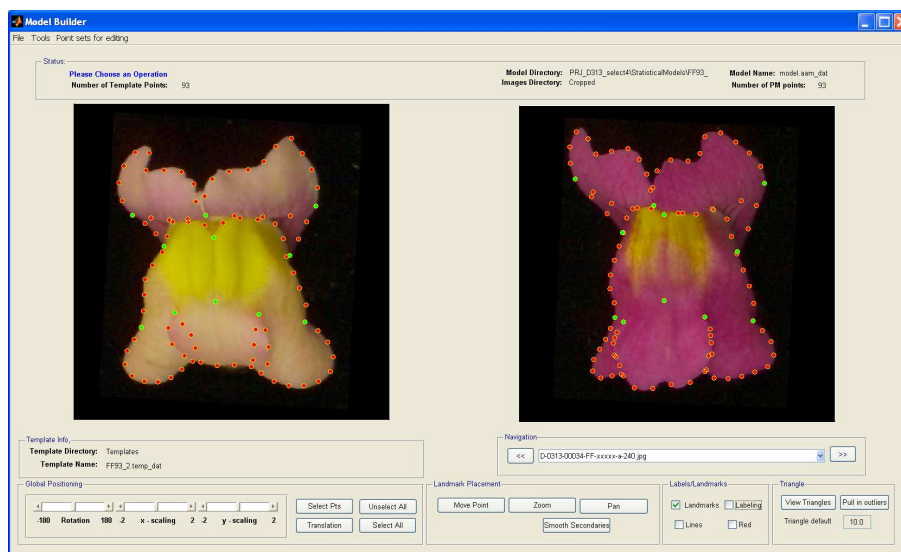 Model Builder
File Tools Point sets for editing
Status:
Please Choose an Operation
Number of Template Points: 93
Model Directory: PRJ_D313_select4\StatisticalModels\FF93_ Model Name: model.aam_dat
Images Directory: Cropped Number of PM points: 93
Template Info,
Template Directory: Templates
Template Name: FF93_2.temp_dat
Navigation
<< D-0313-00034-FF-xxxxx-a-240.jpg >>
Global Positioning
-180 Rotation 180 -2 x - scaling 2 -2 y - scaling 2
Select Pts Unselect All
Translation Select All
Landmark Placement
Move Point Zoom Pan
Smooth Secondaries
Labels/Landmarks
Landmarks Labeling
Lines Red
Triangle
View Triangles Pull in outliers
Triangle default 10.0